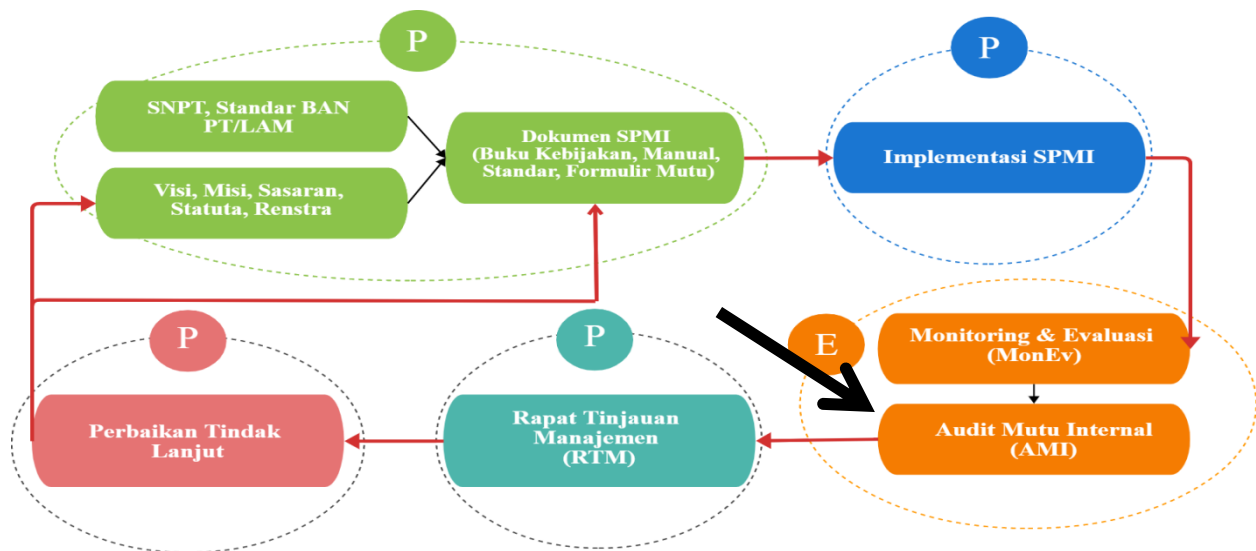 P
SNPT, Standar BAN
PT/LAM
Visi, Misi, Sasaran,
Statuta, Renstra
Dokumen SPMI
(Buku Kebijakan, Manual,
Standar, Formulir Mutu)
P
Implementasi SPMI
E
Monitoring & Evaluasi
(MonEv)
Audit Mutu Internal
(AMI)
P
Rapat Tinjauan
Manajemen
(RTM)
P
Perbaikan Tindak
Lanjut